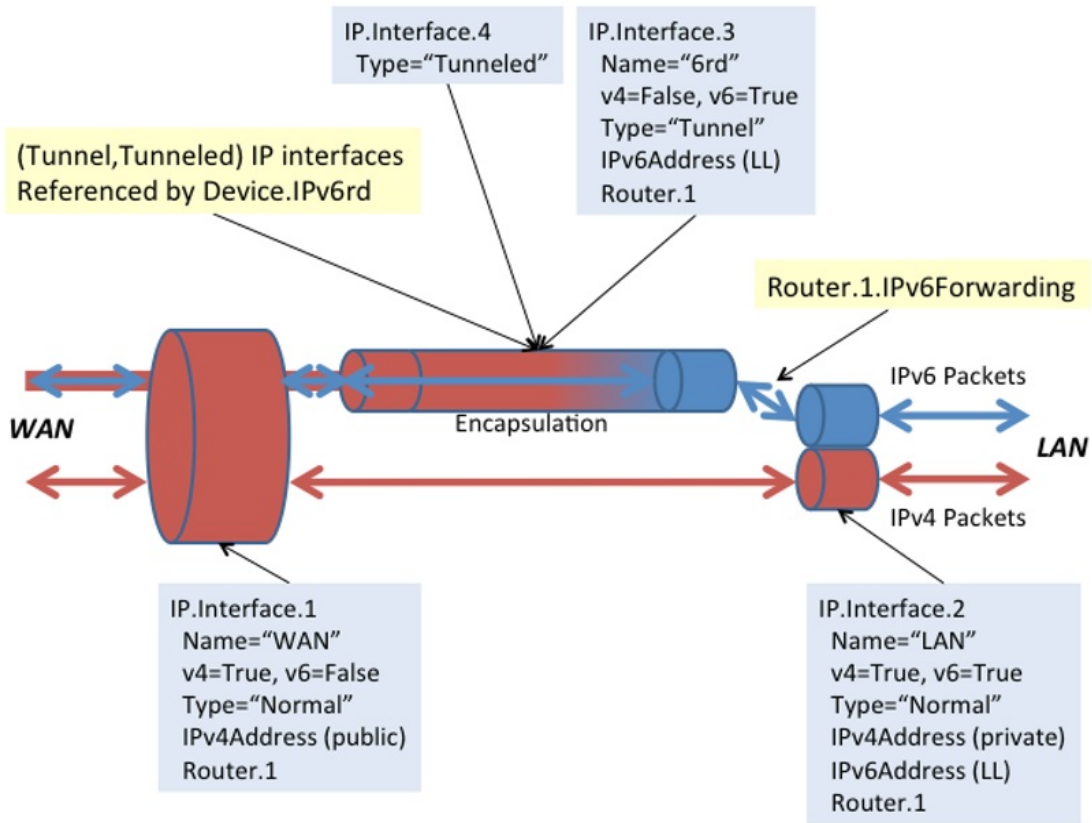 IP.Interface.4
Type=“Tunneled”
IP.Interface.3
Name=“6rd”
v4=False, v6=True
Type=“Tunnel”
IPv6Address (LL)
Router.1
(Tunnel,Tunneled) IP interfaces
Referenced by Device.IPv6rd
Router.1.IPv6Forwarding
IPv6 Packets
Encapsulation
WAN
LAN
IPv4 Packets
IP.Interface.1
Name=“WAN”
v4=True, v6=False
Type=“Normal”
IPv4Address (public)
Router.1
IP.Interface.2
Name=“LAN”
v4=True, v6=True
Type=“Normal”
IPv4Address (private)
IPv6Address (LL)
Router.1